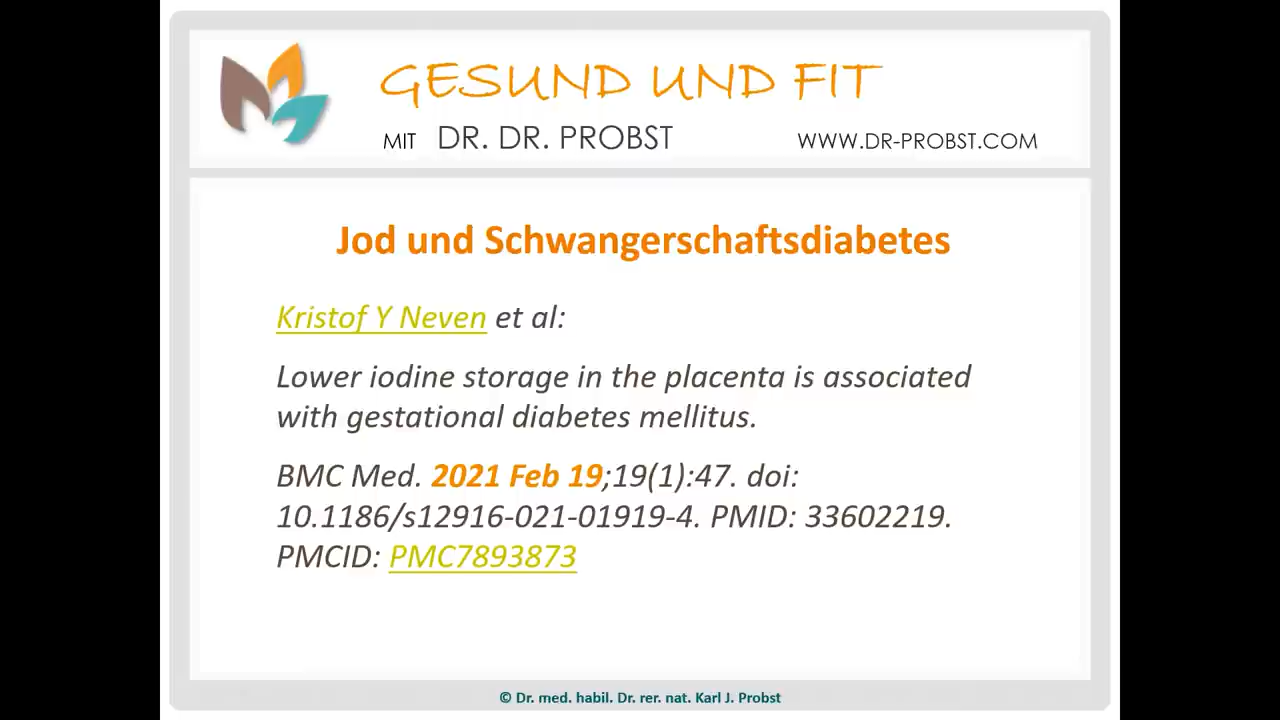 GESUND UND FIT
MIT DR. DR. PROBST WWW.DR-PROBST.COM
Jod und Schwangerschaftsdiabetes
Kristof Y Neven et al:
Lower iodine storage in the placenta is associated
with gestational diabetes mellitus.
BMC Med. 2021 Feb 19;19(1):47. doi:
10.1186/s12916-021-01919-4. PMID: 33602219.
PMCID: PMC7893873
© Dr. med. habil. Dr. rer. nat. Karl J. Probst